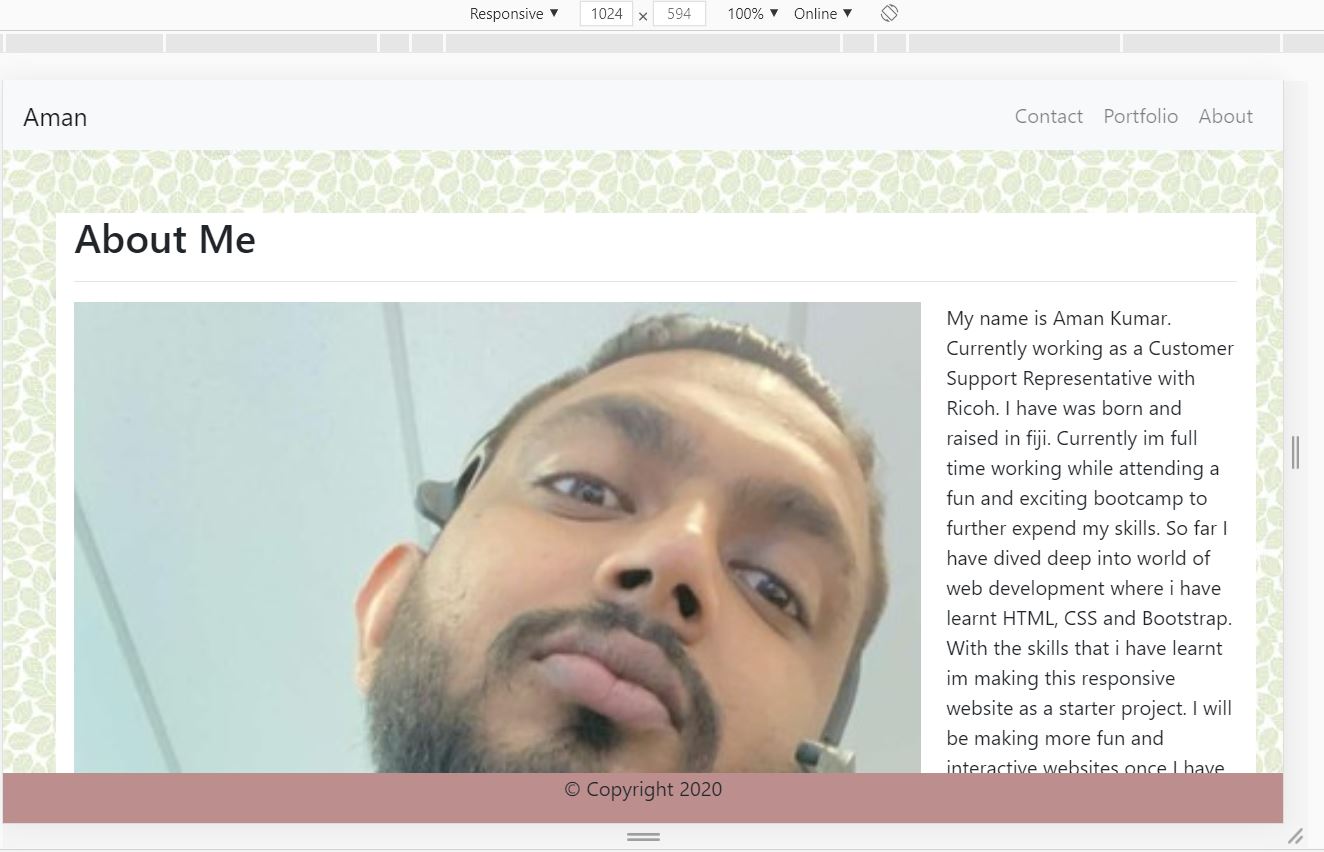 Responsive ▼ 1024 × 594 100% ▼ Online ▼
Aman Contact Portfolio About
About Me
My name is Aman Kumar.
Currently working as a Customer
Support Representative with
Ricoh. I have was born and
raised in fiji. Currently im full
time working while attending a
fun and exciting bootcamp to
further expend my skills. So far I
have dived deep into world of
web development where i have
learnt HTML, CSS and Bootstrap.
With the skills that i have learnt
im making this responsive
website as a starter project. I will
be making more fun and
interactive websites once I have
© Copyright 2020